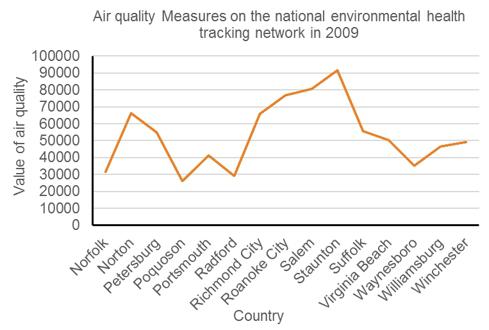 Air quality Measures on the national environmental health
tracking network in 2009
Value of air quality
100000
90000
80000
70000
60000
50000
40000
30000
20000
10000
0
Norfolk
Norton
Petersburg
Poquoson
Portsmouth
Radford
Richmond City
Roanoke City
Salem
Staunton
Suffolk
Virginia Beach
Waynesboro
Williamsburg
Winchester
Country